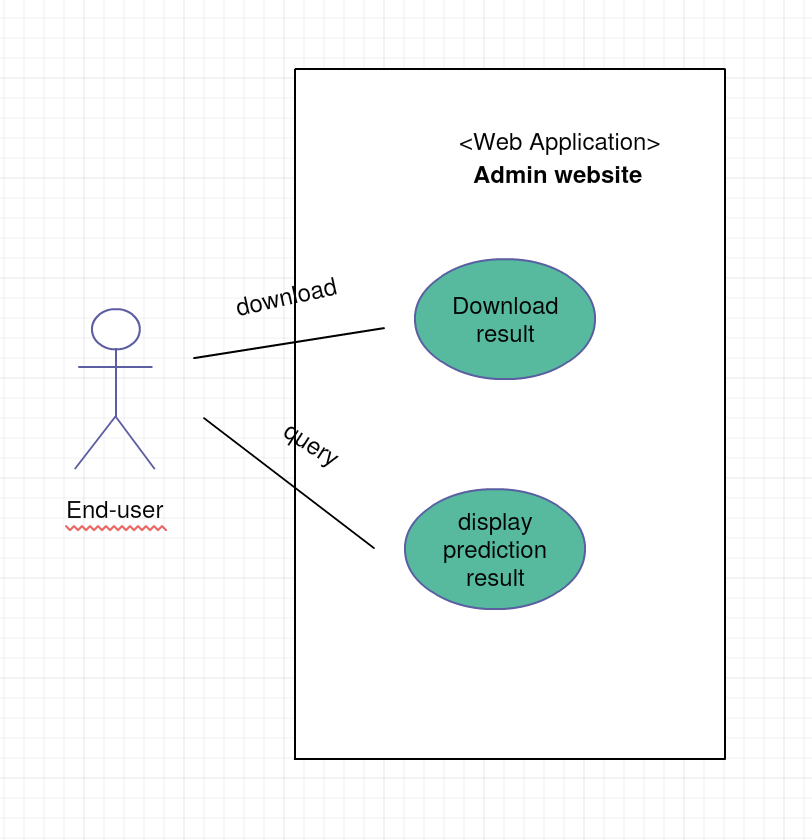 <Web Application>
Admin website
download
Download
result
query
End-user
display
prediction
result